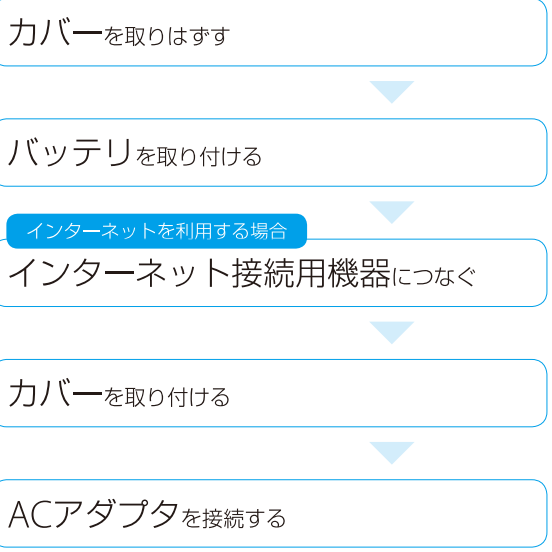 カバーを取りはずす
バッテリを取り付ける
インターネットを利用する場合
インターネット接続用機器につなぐ
カバーを取り付ける
ACアダプタを接続する